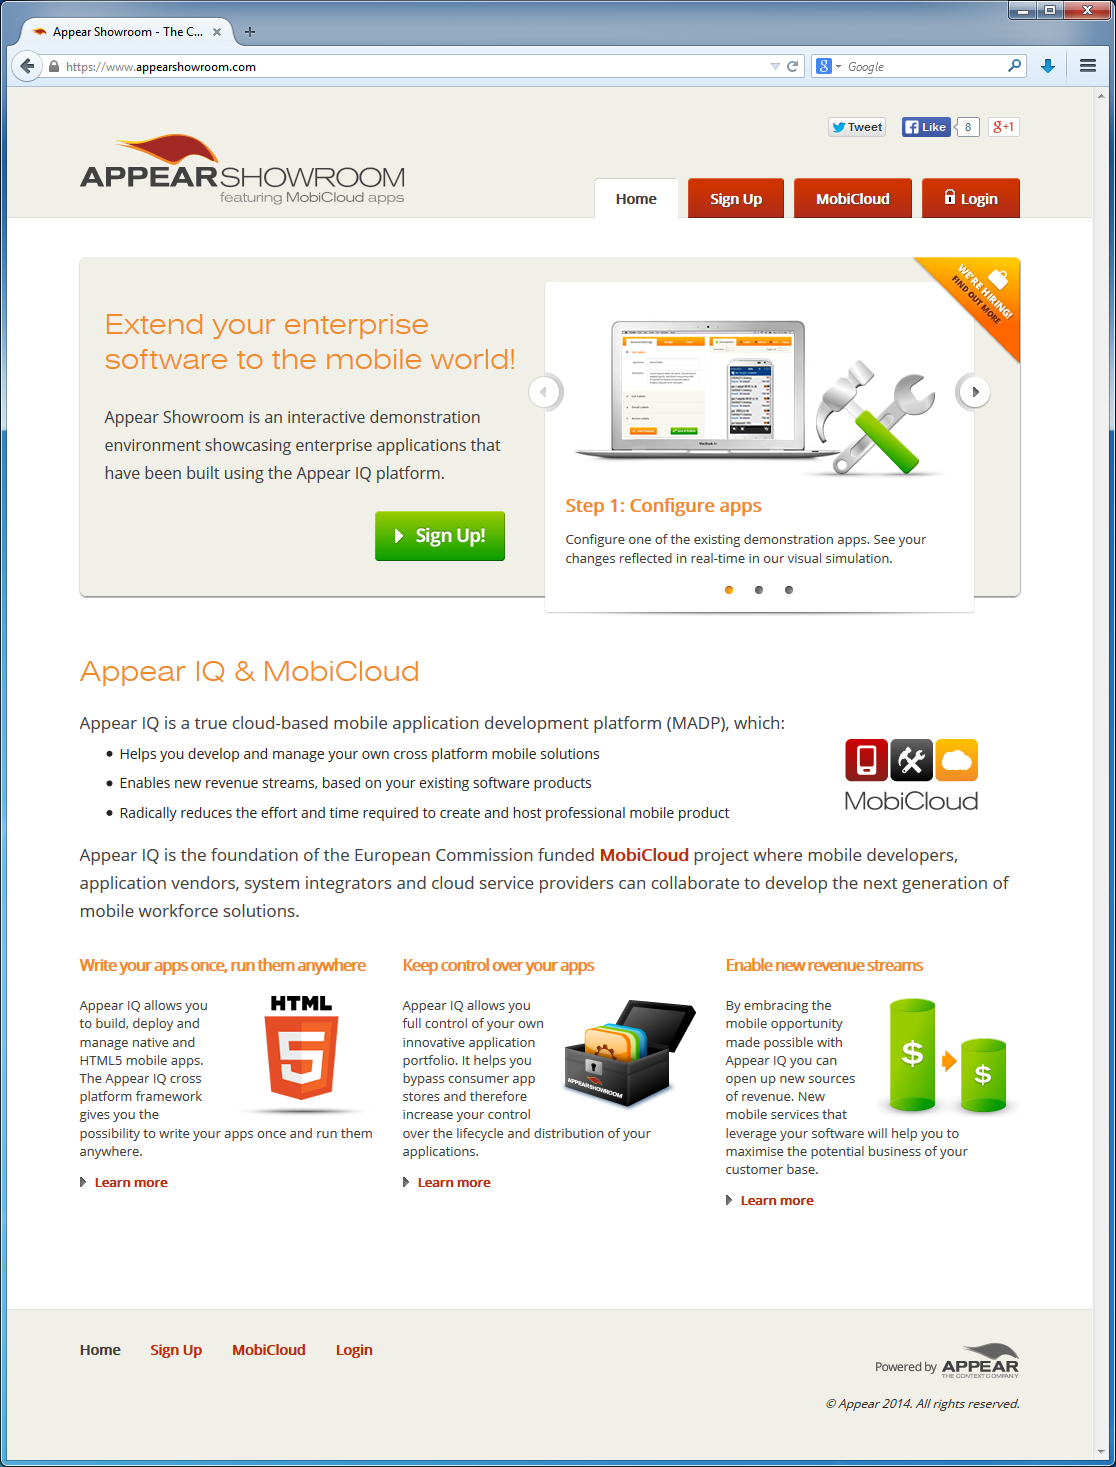 Appear Showroom - The C...
https://www.appearshowroom.com
Google
Tweet
Like
8
g+1
APPEARSHOWROOM
featuring MobiCloud apps
Home
Sign Up
MobiCloud
Login
WE'RE HIRING!
FIND OUT MORE
Extend your enterprise
software to the mobile world!
Appear Showroom is an interactive demonstration
environment showcasing enterprise applications that
have been built using the Appear IQ platform.
Sign Up!
Step 1: Configure apps
Configure one of the existing demonstration apps. See your
changes reflected in real-time in our visual simulation.
Appear IQ & MobiCloud
Appear IQ is a true cloud-based mobile application development platform (MADP), which:
• Helps you develop and manage your own cross platform mobile solutions
• Enables new revenue streams, based on your existing software products
• Radically reduces the effort and time required to create and host professional mobile product
MobiCloud
Appear IQ is the foundation of the European Commission funded MobiCloud project where mobile developers,
application vendors, system integrators and cloud service providers can collaborate to develop the next generation of
mobile workforce solutions.
Write your apps once, run them anywhere
Appear IQ allows you
to build, deploy and
manage native and
HTML5 mobile apps.
The Appear IQ cross
platform framework
gives you the
possibility to write your apps once and run them
anywhere.
HTML
5
Learn more
Keep control over your apps
Appear IQ allows you
full control of your own
innovative application
portfolio. It helps you
bypass consumer app
stores and therefore
increase your control
over the lifecycle and distribution of your
applications.
APPEARSHOWROOM
Learn more
Enable new revenue streams
By embracing the
mobile opportunity
made possible with
Appear IQ you can
open up new sources
of revenue. New
mobile services that
leverage your software will help you to
maximise the potential business of your
customer base.
$
$
Learn more
Home
Sign Up
MobiCloud
Login
Powered by APPEAR
THE CONTEXT COMPANY
© Appear 2014. All rights reserved.